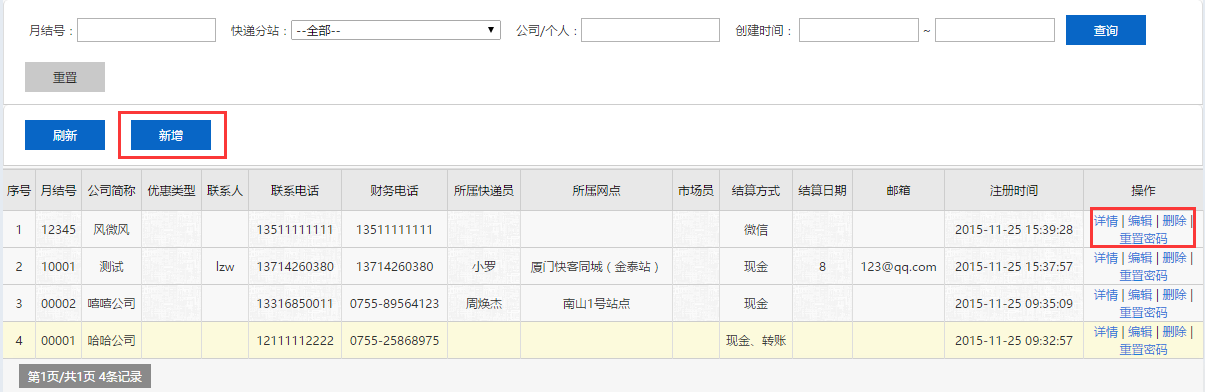 月结号： 快递分站： --全部-- 公司/个人： 创建时间： ~ 查询
重置
刷新 新增
序号 月结号 公司简称 优惠类型 联系人 联系电话 财务电话 所属快递员 所属网点 市场员 结算方式 结算日期 邮箱 注册时间 操作
1 12345 风微风 13511111111 13511111111 微信 2015-11-25 15:39:28 详情 | 编辑 | 删除 |
重置密码
2 10001 测试 lzw 13714260380 13714260380 小罗 厦门快客同城（金泰站） 现金 8 123@qq.com 2015-11-25 15:37:57 详情 | 编辑 | 删除 |
重置密码
3 00002 嘻嘻公司 13316850011 0755-89564123 周焕杰 南山1号站点 现金 2015-11-25 09:35:09 详情 | 编辑 | 删除 |
重置密码
4 00001 哈哈公司 12111112222 0755-25868975 现金、转账 2015-11-25 09:32:57 详情 | 编辑 | 删除 |
重置密码
第1页/共1页 4条记录